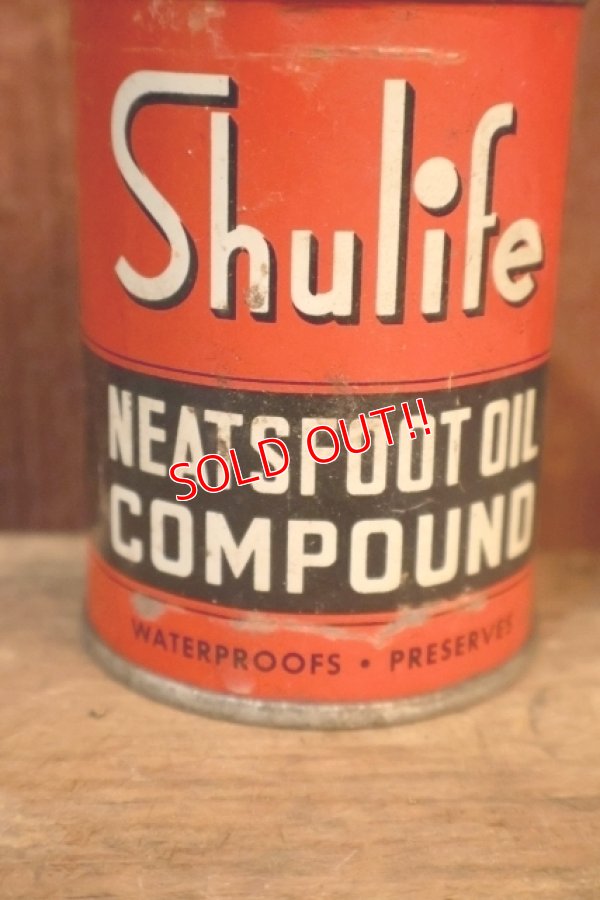 Shulife
NEATSFOOT OIL
SOLD OUT!!
COMPOUND
WATERPROOFS • PRESERVES